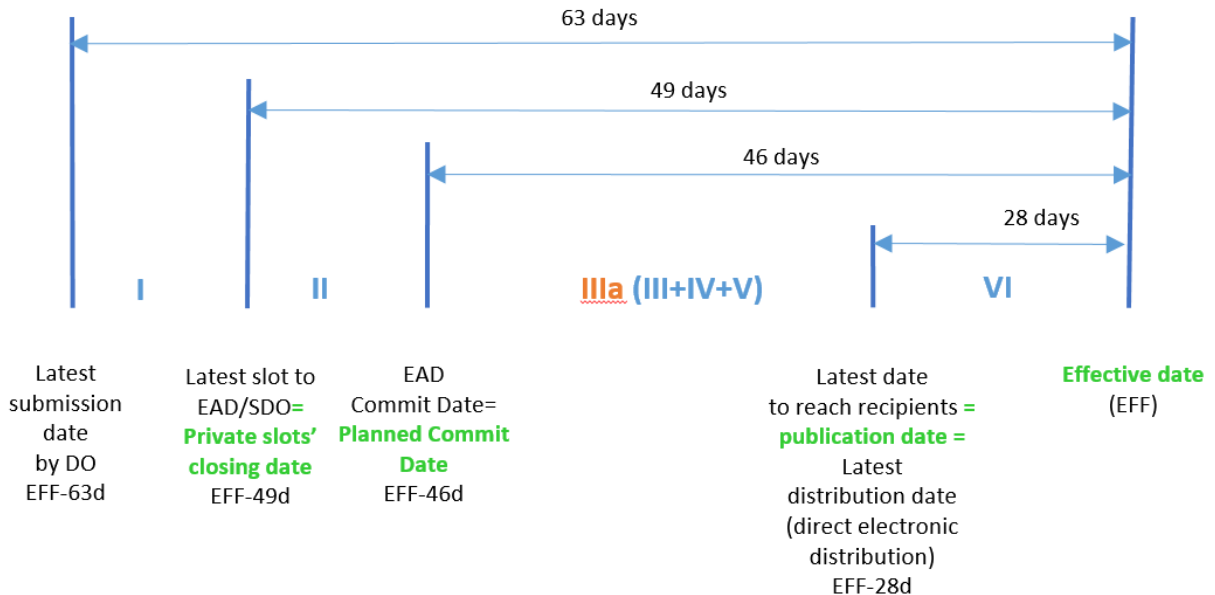 63 days
49 days
46 days
28 days
I
II
IIIa (III+IV+V)
VI
Latest
submission
date
by DO
EFF-63d
Latest slot to
EAD/SDO=
Private slots'
closing date
EFF-49d
EAD
Commit Date=
Planned Commit
Date
EFF-46d
Latest date
to reach recipients =
publication date =
Latest
distribution date
(direct electronic
distribution)
EFF-28d
Effective date
(EFF)